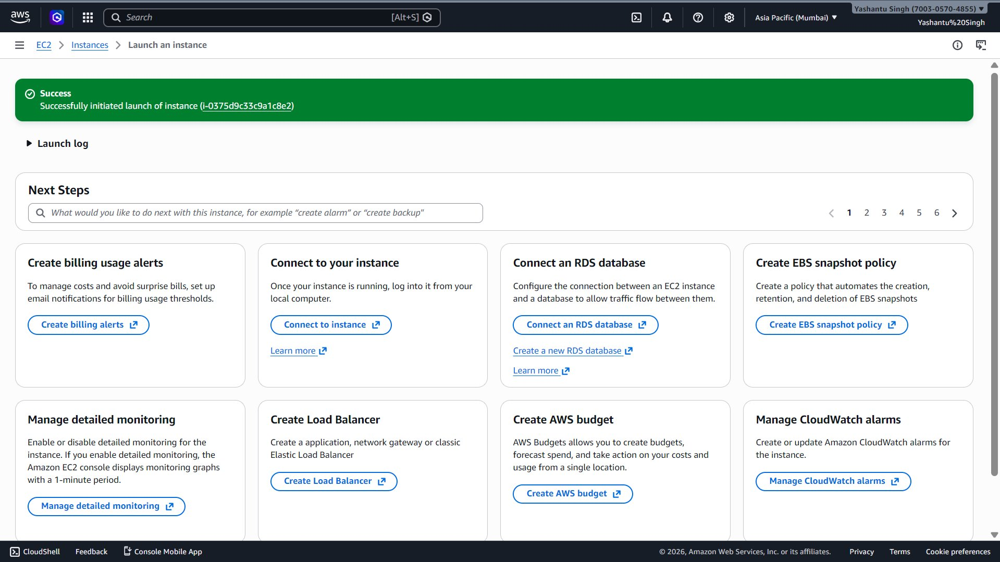 aws
Search
[Alt+S]
Asia Pacific (Mumbai)
Yashantu Singh (7003-0570-4855)
Yashantu%20Singh
EC2
Instances
Launch an instance
Success
Successfully initiated launch of instance (i-0375d9c33c9a1c8e2)
Launch log
Next Steps
What would you like to do next with this instance, for example “create alarm” or “create backup”
1 2 3 4 5 6
Create billing usage alerts
To manage costs and avoid surprise bills, set up
email notifications for billing usage thresholds.
Create billing alerts
Connect to your instance
Once your instance is running, log into it from your
local computer.
Connect to instance
Learn more
Connect an RDS database
Configure the connection between an EC2 instance
and a database to allow traffic flow between them.
Connect an RDS database
Create a new RDS database
Learn more
Create EBS snapshot policy
Create a policy that automates the creation,
retention, and deletion of EBS snapshots
Create EBS snapshot policy
Manage detailed monitoring
Enable or disable detailed monitoring for the
instance. If you enable detailed monitoring, the
Amazon EC2 console displays monitoring graphs
with a 1-minute period.
Manage detailed monitoring
Create Load Balancer
Create a application, network gateway or classic
Elastic Load Balancer
Create Load Balancer
Create AWS budget
AWS Budgets allows you to create budgets,
forecast spend, and take action on your costs and
usage from a single location.
Create AWS budget
Manage CloudWatch alarms
Create or update Amazon CloudWatch alarms for
the instance.
Manage CloudWatch alarms
CloudShell
Feedback
Console Mobile App
© 2026, Amazon Web Services, Inc. or its affiliates.
Privacy
Terms
Cookie preferences